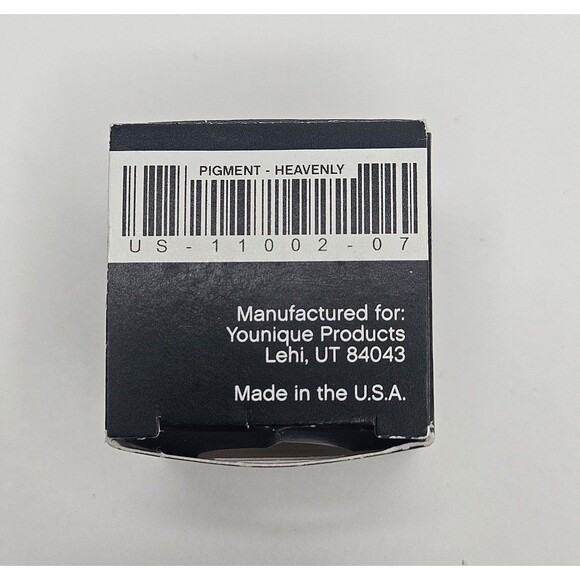 PIGMENT - HEAVENLY
US-11002-07
Manufactured for:
Younique Products
Lehi, UT 84043
Made in the U.S.A.